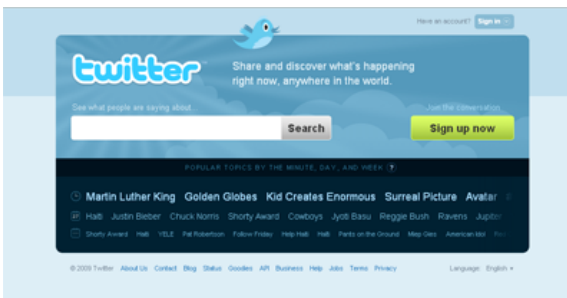 Have an account? Sign in
twitter
Share and discover what's happening
right now, anywhere in the world.
See what people are saying about...
Join the conversation
Search
Sign up now
POPULAR TOPICS BY THE MINUTE, DAY, AND WEEK ?
Martin Luther King Golden Globes Kid Creates Enormous Surreal Picture Avatar
Haiti Justin Bieber Chuck Norris Shorty Award Cowboys Jyoti Basu Reggie Bush Ravens Jupiter
Shorty Award Haiti YELE Pat Robertson Follow Friday Help Haiti Haiti Pants on the Ground Miep Gies American Idol
© 2009 Twitter About Us Contact Blog Status Goodies API Business Help Jobs Terms Privacy
Language: English